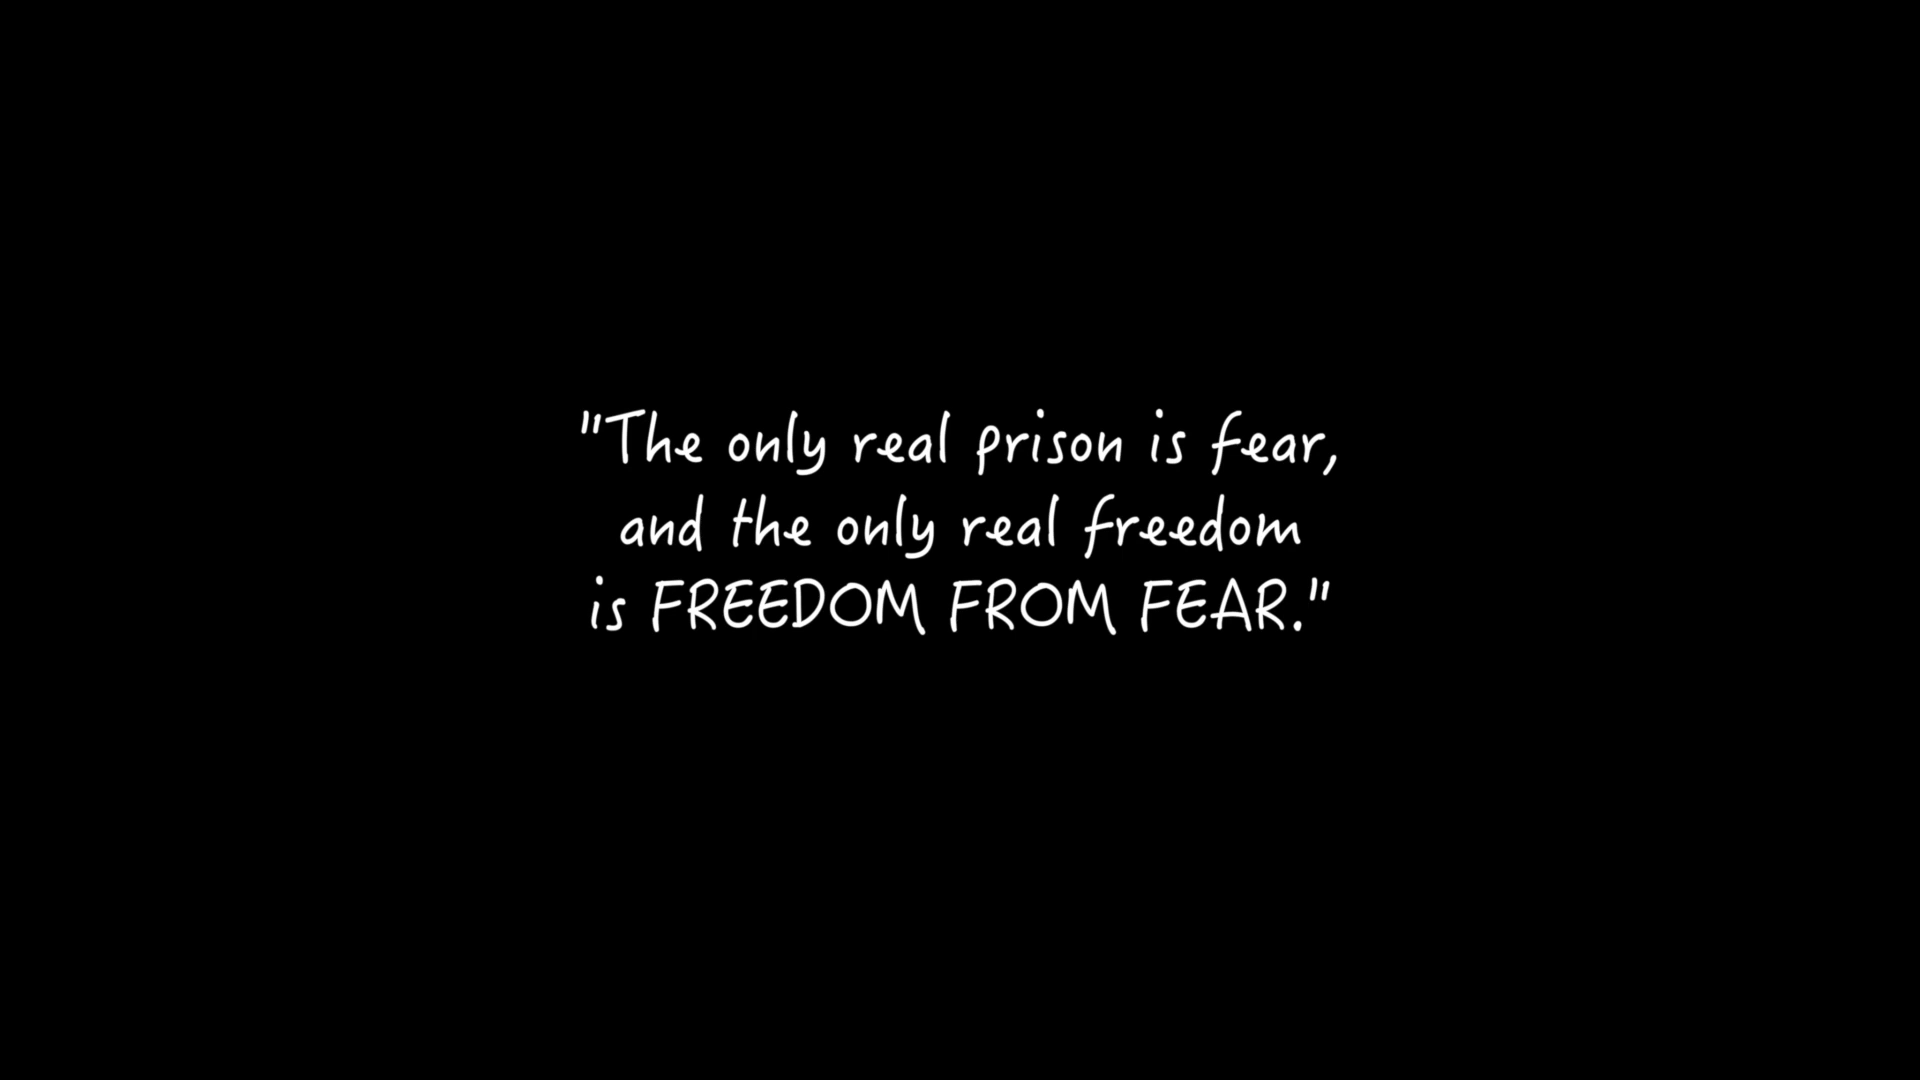 "The only real prison is fear,
and the only real freedom
is FREEDOM FROM FEAR."